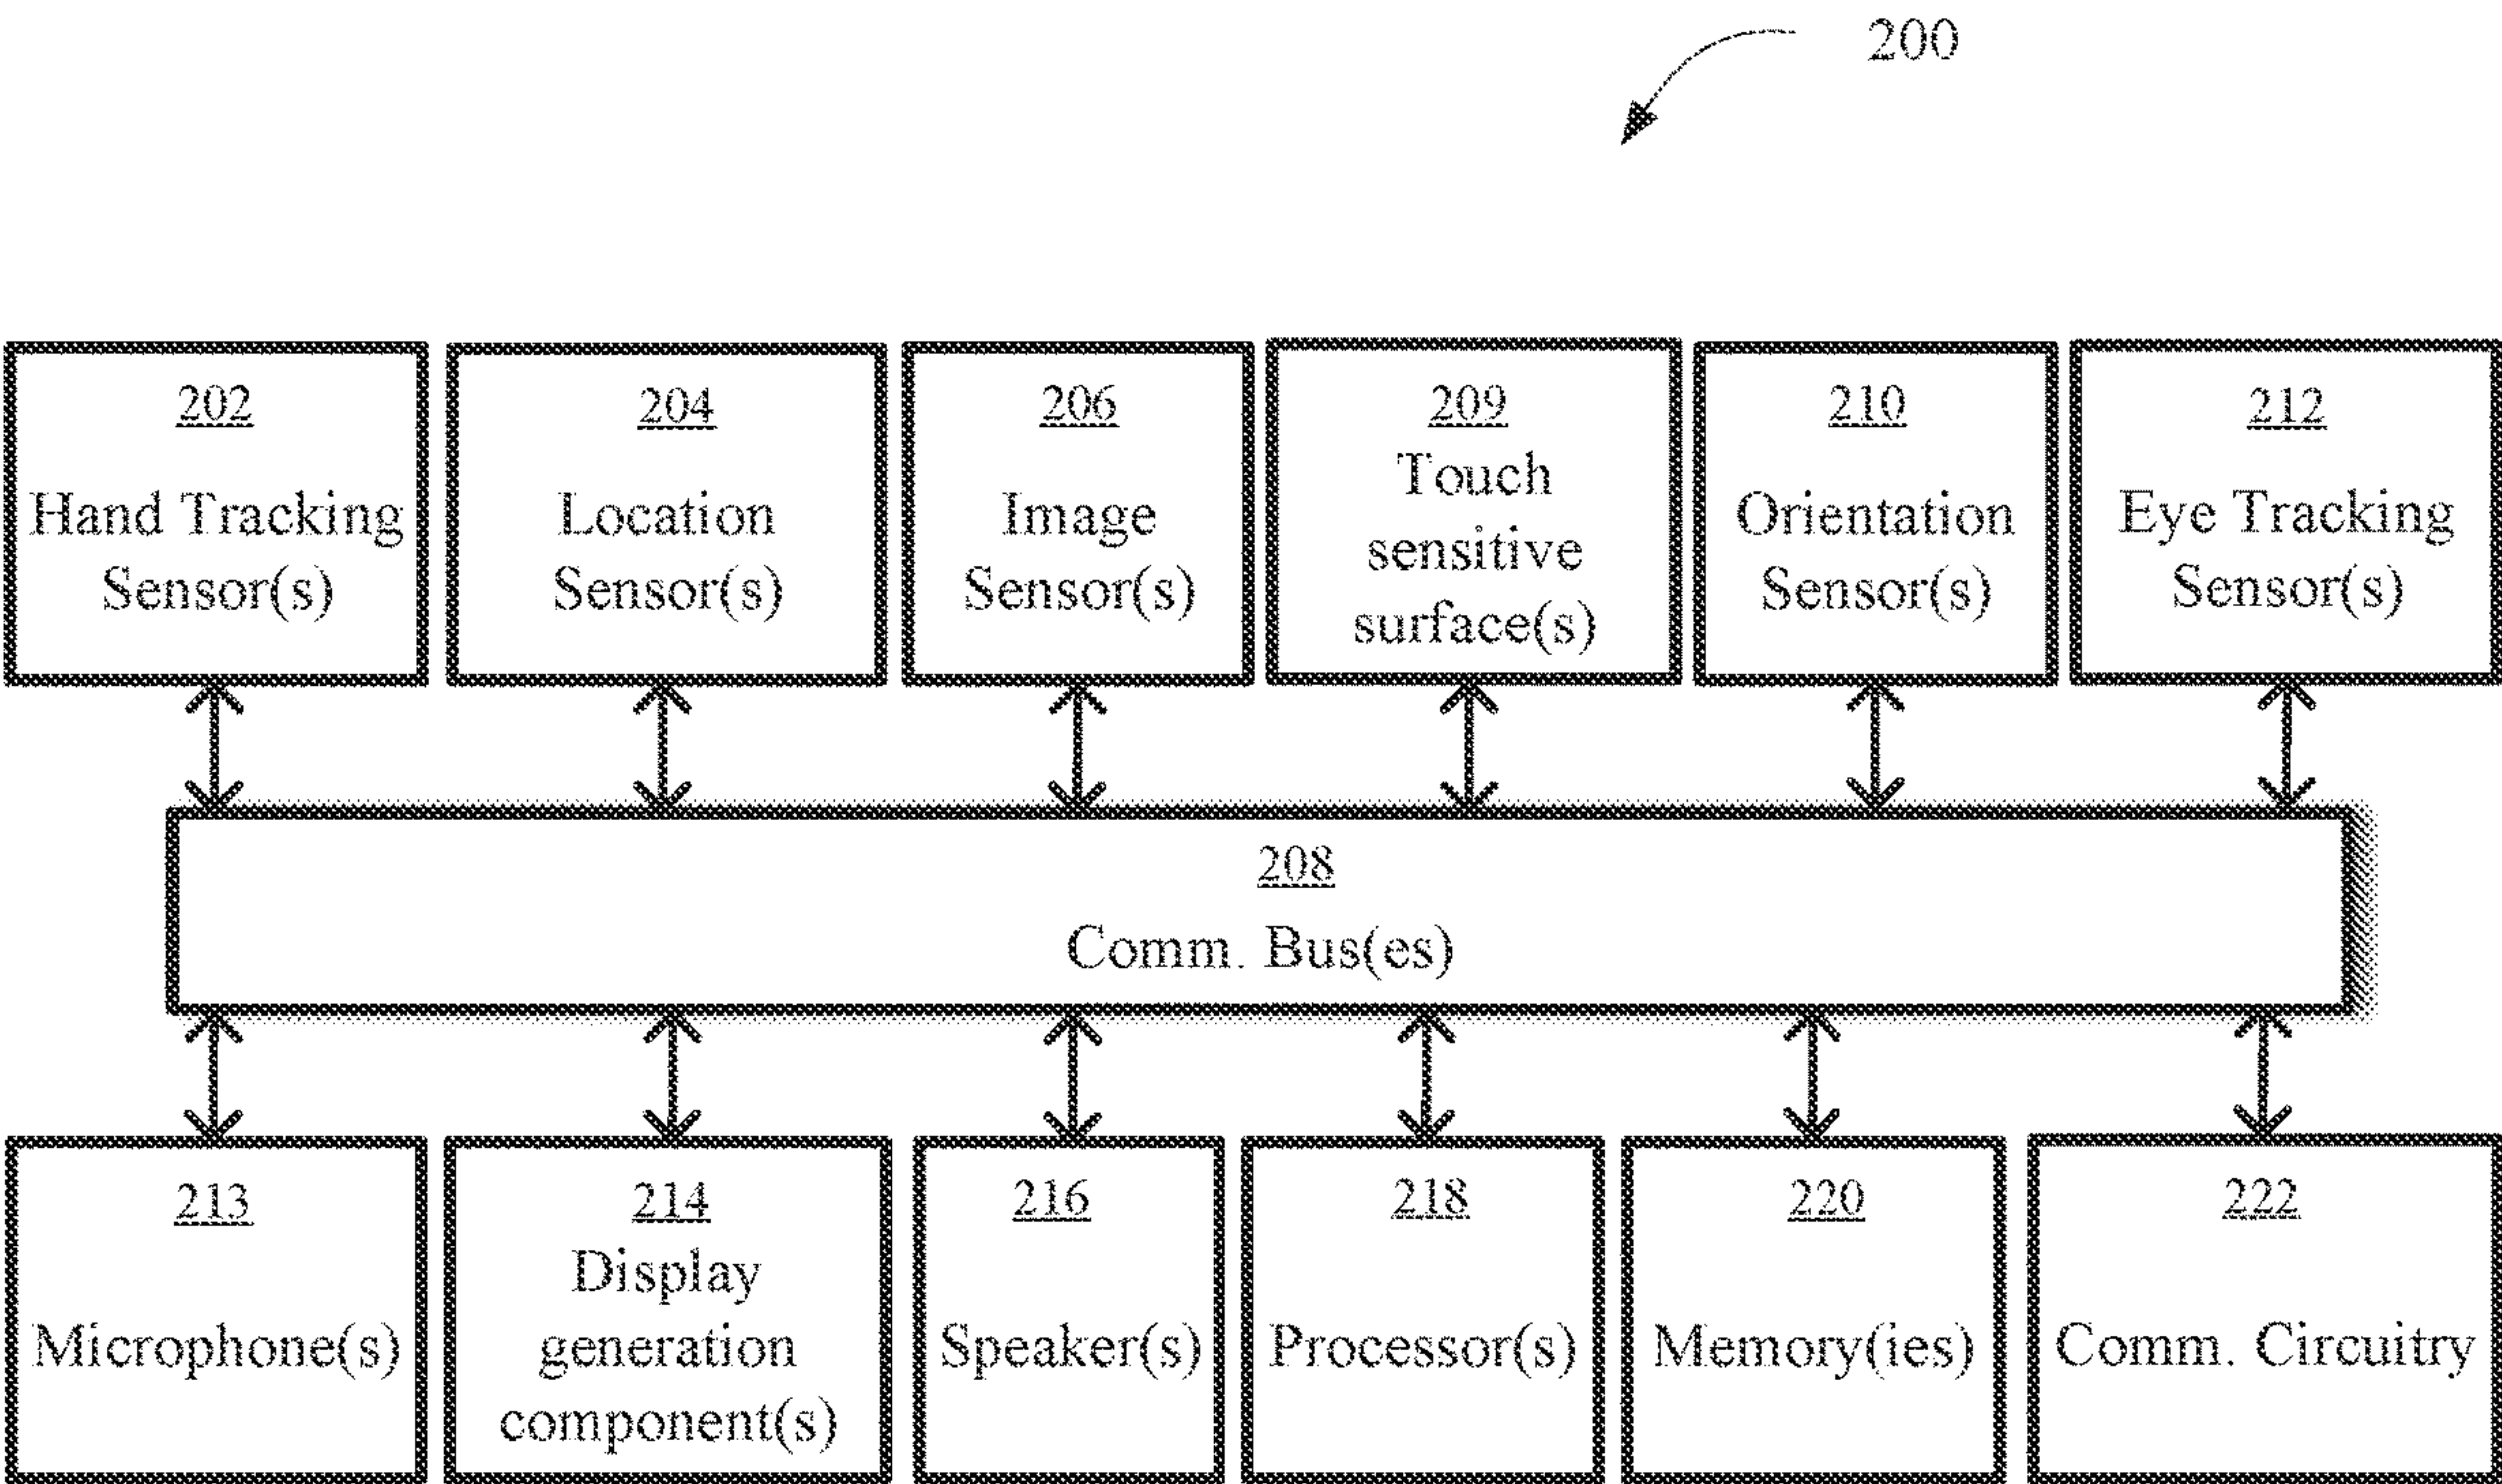 200
202
Hand Tracking
Sensor(s)
204
Location
Sensor(s)
206
Image
Sensor(s)
209
Touch
sensitive
surface(s)
210
Orientation
Sensor(s)
212
Eye Tracking
Sensor(s)
208
Comm. Bus(es)
213
Microphone(s)
214
Display
generation
component(s)
216
Speaker(s)
218
Processor(s)
220
Memory(ies)
222
Comm. Circuitry